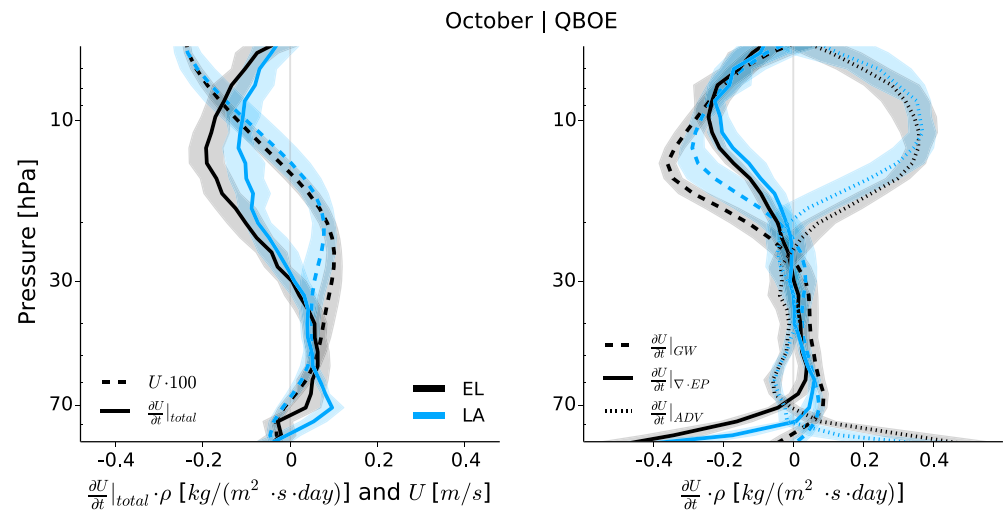 October | QBOE
Pressure [hPa]
10
30
70
U·100
∂U/∂t|total
EL
LA
-0.4 -0.2 0 0.2 0.4
∂U/∂t|total·ρ [kg/(m² ·s·day)] and U [m/s]
∂U/∂t|GW
∂U/∂t|∇·EP
∂U/∂t|ADV
10
30
70
-0.4 -0.2 0 0.2 0.4
∂U/∂t·ρ [kg/(m² ·s·day)]